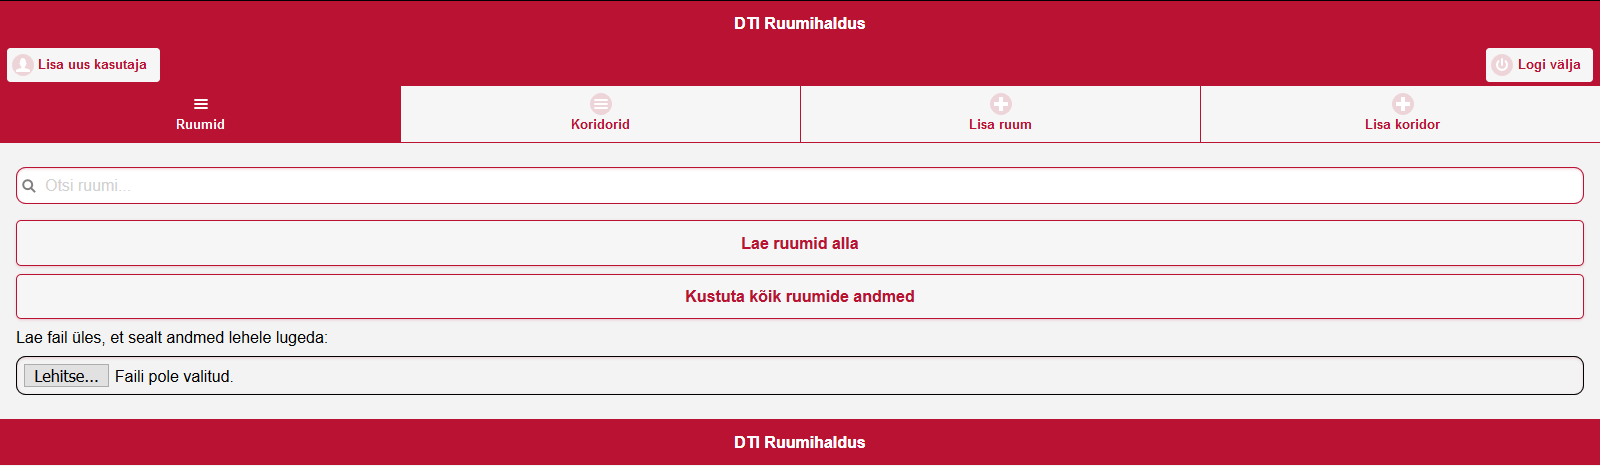 DTI Ruumihaldus
Lisa uus kasutaja
Logi välja
Ruumid
Koridorid
Lisa ruum
Lisa koridor
Otsi ruumi...
Lae ruumid alla
Kustuta kõik ruumide andmed
Lae fail üles, et sealt andmed lehele lugeda:
Lehitse... Faili pole valitud.
DTI Ruumihaldus